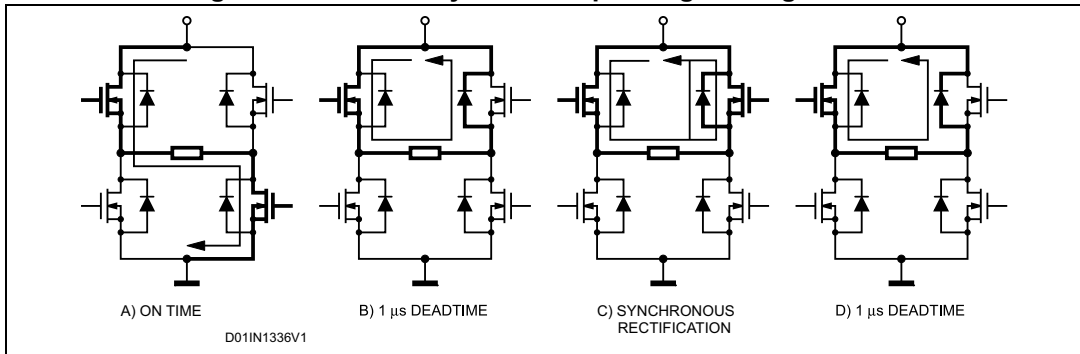 A) ON TIME
B) 1 μs DEADTIME
C) SYNCHRONOUS
RECTIFICATION
D) 1 μs DEADTIME
D01IN1336V1